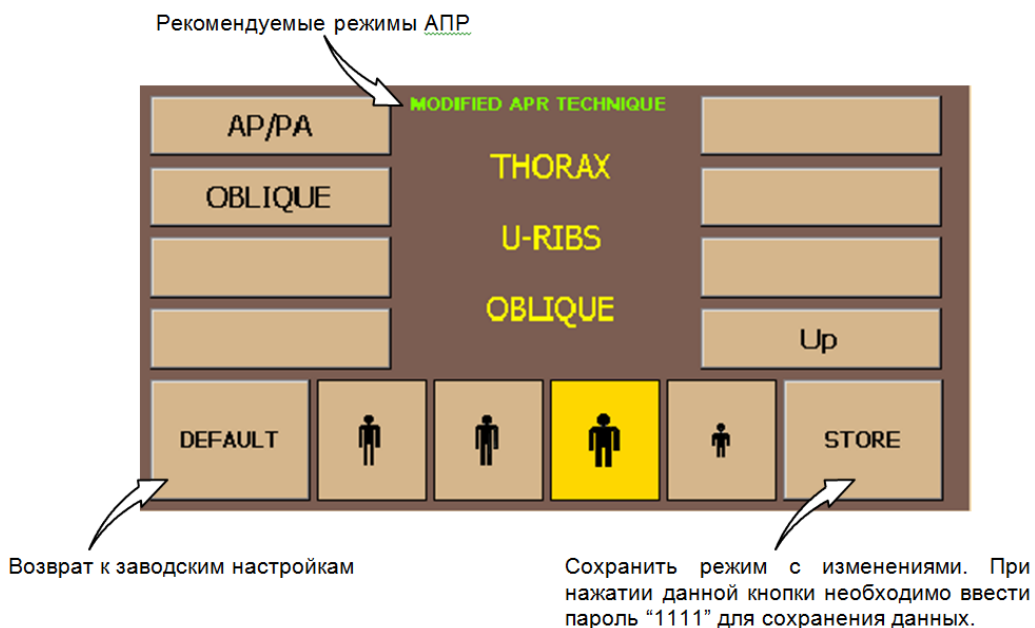 Рекомендуемые режимы АПР
MODIFIED APR TECHNIQUE
AP/PA
THORAX
OBLIQUE
U-RIBS
OBLIQUE
Up
DEFAULT
STORE
Возврат к заводским настройкам
Сохранить режим с изменениями. При
нажатии данной кнопки необходимо ввести
пароль “1111” для сохранения данных.